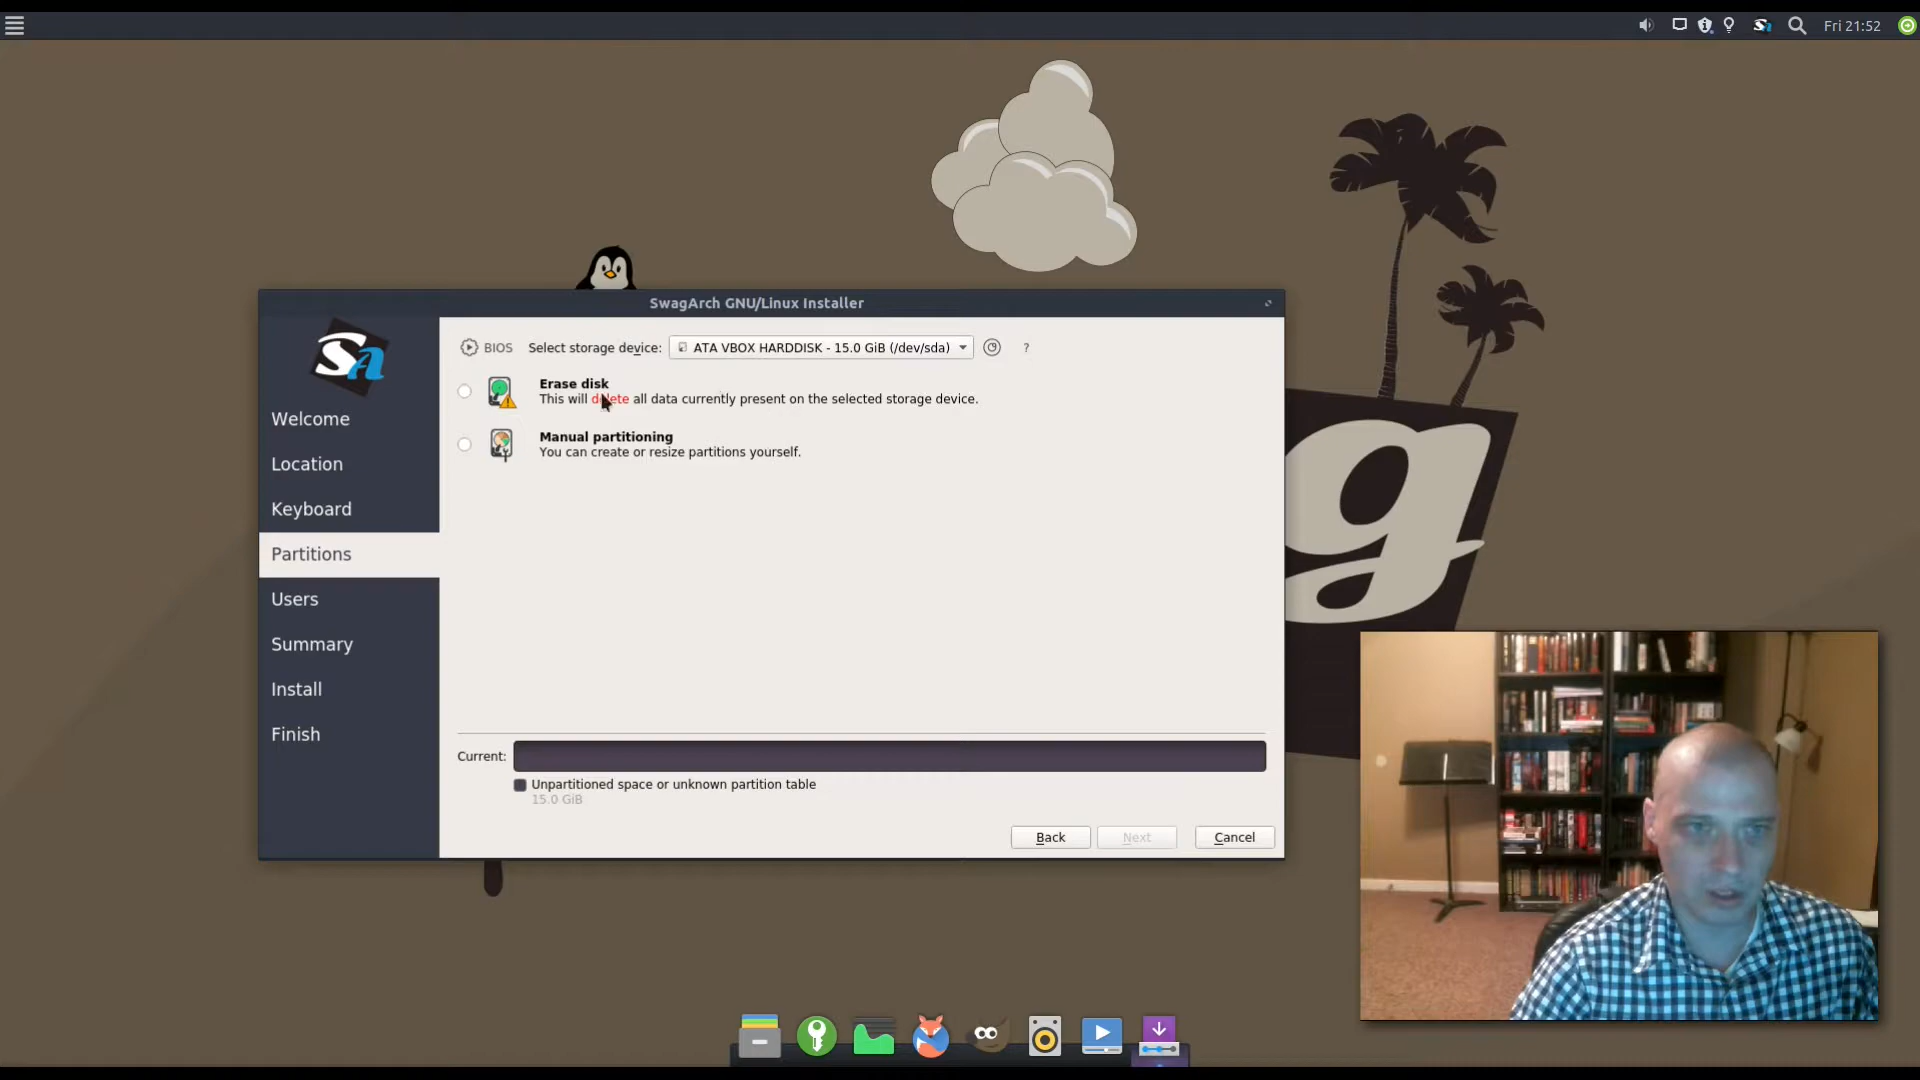 Fri 21:52
SwagArch GNU/Linux Installer
SA
Welcome
Location
Keyboard
Partitions
Users
Summary
Install
Finish
BIOS Select storage device: ATA VBOX HARDDISK - 15.0 GiB (/dev/sda) ?
Erase disk
This will delete all data currently present on the selected storage device.
Manual partitioning
You can create or resize partitions yourself.
Current:
Unpartitioned space or unknown partition table
15.0 GiB
Back Next Cancel
g